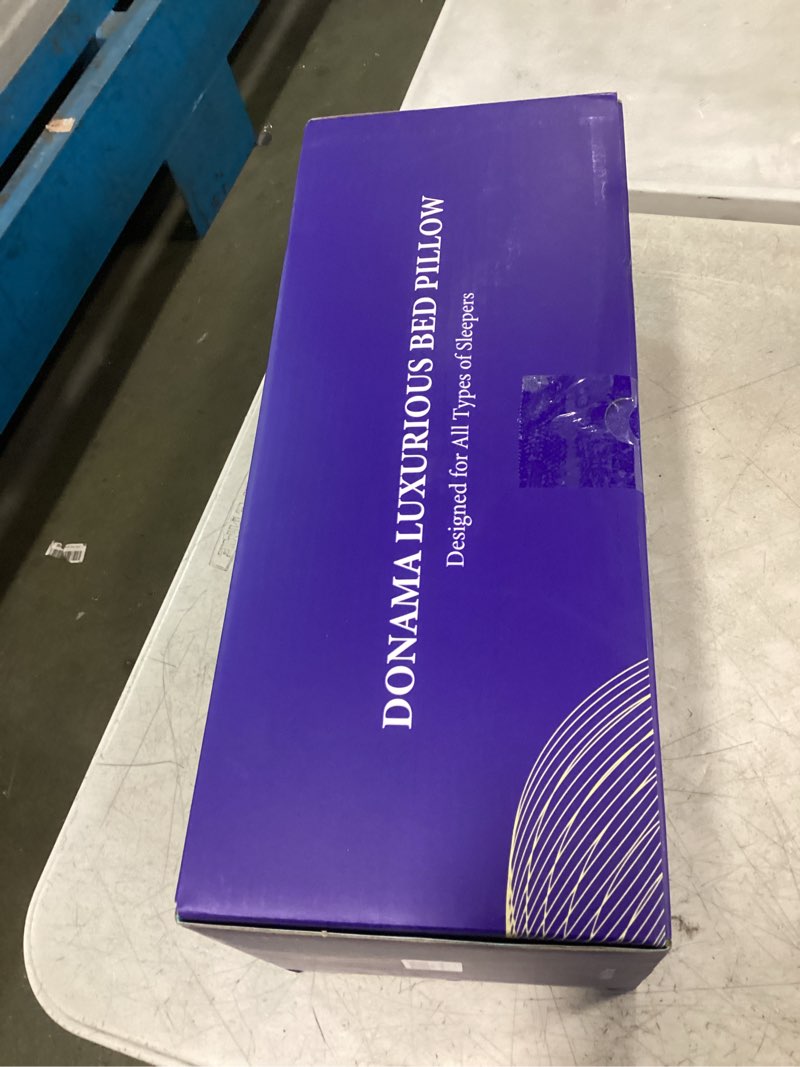 DONAMA LUXURIOUS BED PILLOW
Designed for All Types of Sleepers